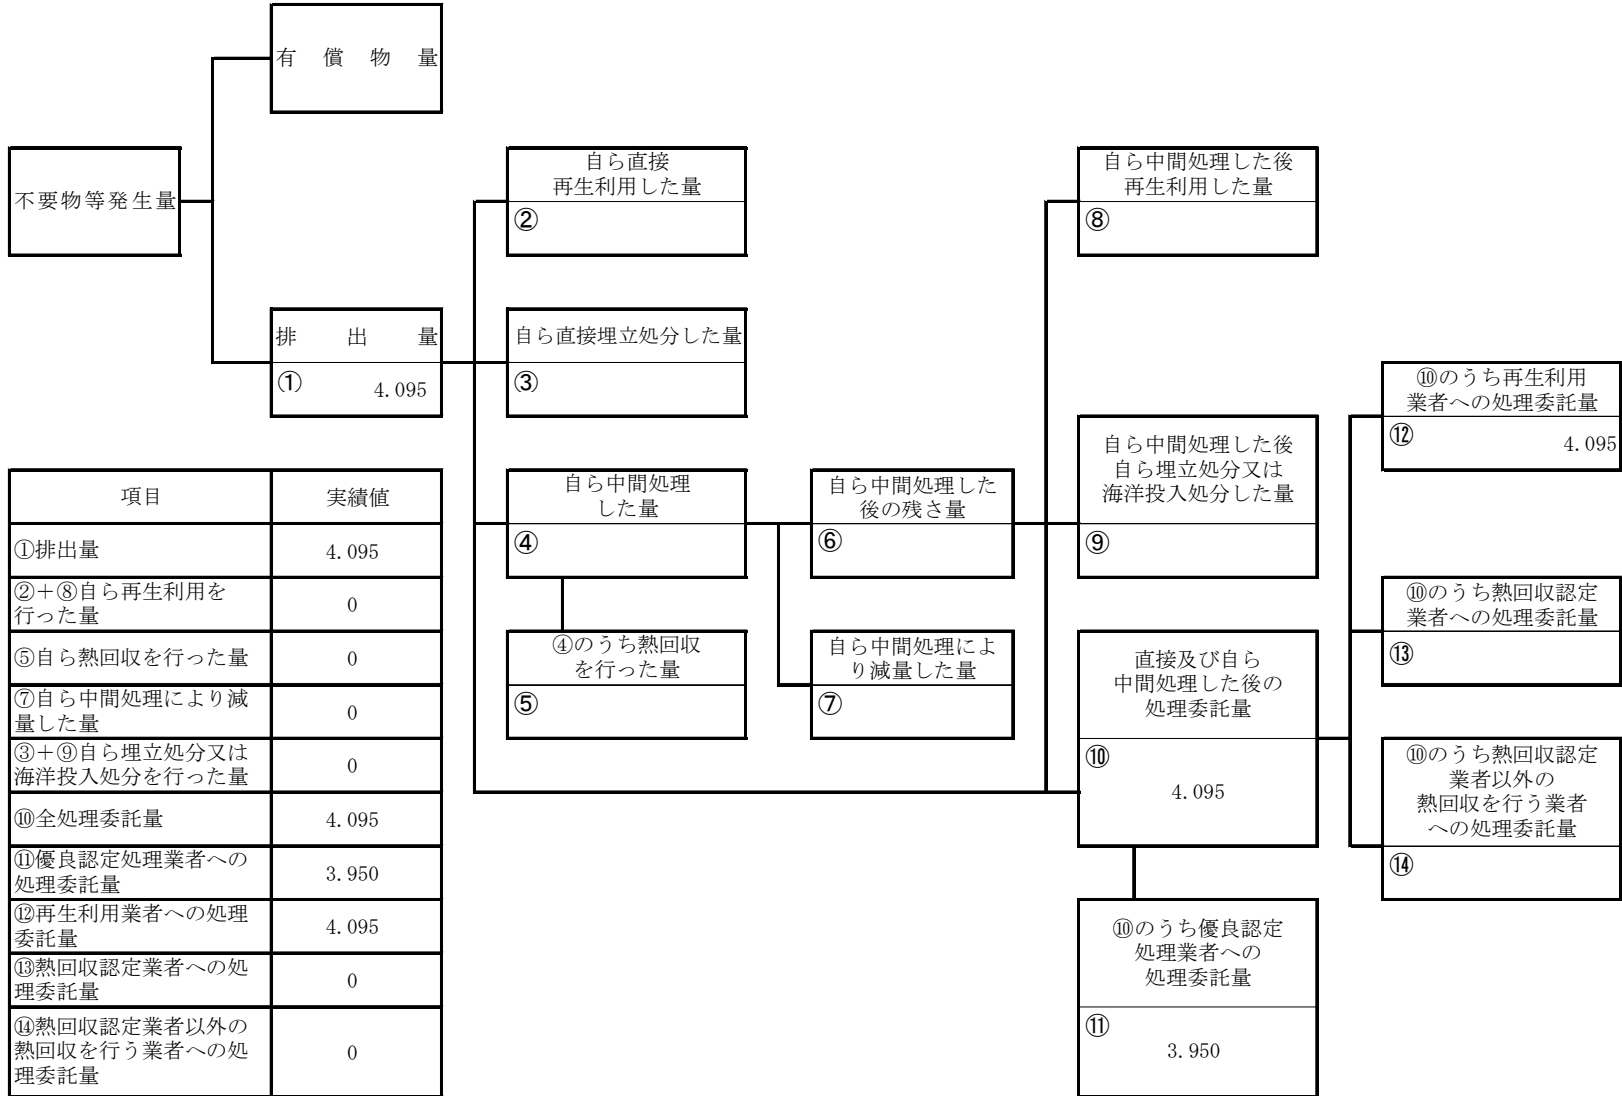 有償物量
不要物等発生量
排出量
① 4.095
自ら直接
再生利用した量
②
自ら直接埋立処分した量
③
自ら中間処理
した量
④
④のうち熱回収
を行った量
⑤
自ら中間処理した
後の残さ量
⑥
自ら中間処理によ
り減量した量
⑦
自ら中間処理した後
再生利用した量
⑧
自ら中間処理した後
自ら埋立処分又は
海洋投入処分した量
⑨
直接及び自ら
中間処理した後の
処理委託量
⑩
4.095
⑩のうち優良認定
処理業者への
処理委託量
⑪
3.950
⑩のうち再生利用
業者への処理委託量
⑫ 4.095
⑩のうち熱回収認定
業者への処理委託量
⑬
⑩のうち熱回収認定
業者以外の
熱回収を行う業者
への処理委託量
⑭
項目 実績値
①排出量 4.095
②+⑧自ら再生利用を
行った量 0
⑤自ら熱回収を行った量 0
⑦自ら中間処理により減
量した量 0
③+⑨自ら埋立処分又は
海洋投入処分を行った量 0
⑩全処理委託量 4.095
⑪優良認定処理業者への
処理委託量 3.950
⑫再生利用業者への処理
委託量 4.095
⑬熱回収認定業者への処
理委託量 0
⑭熱回収認定業者以外の
熱回収を行う業者への処
理委託量 0